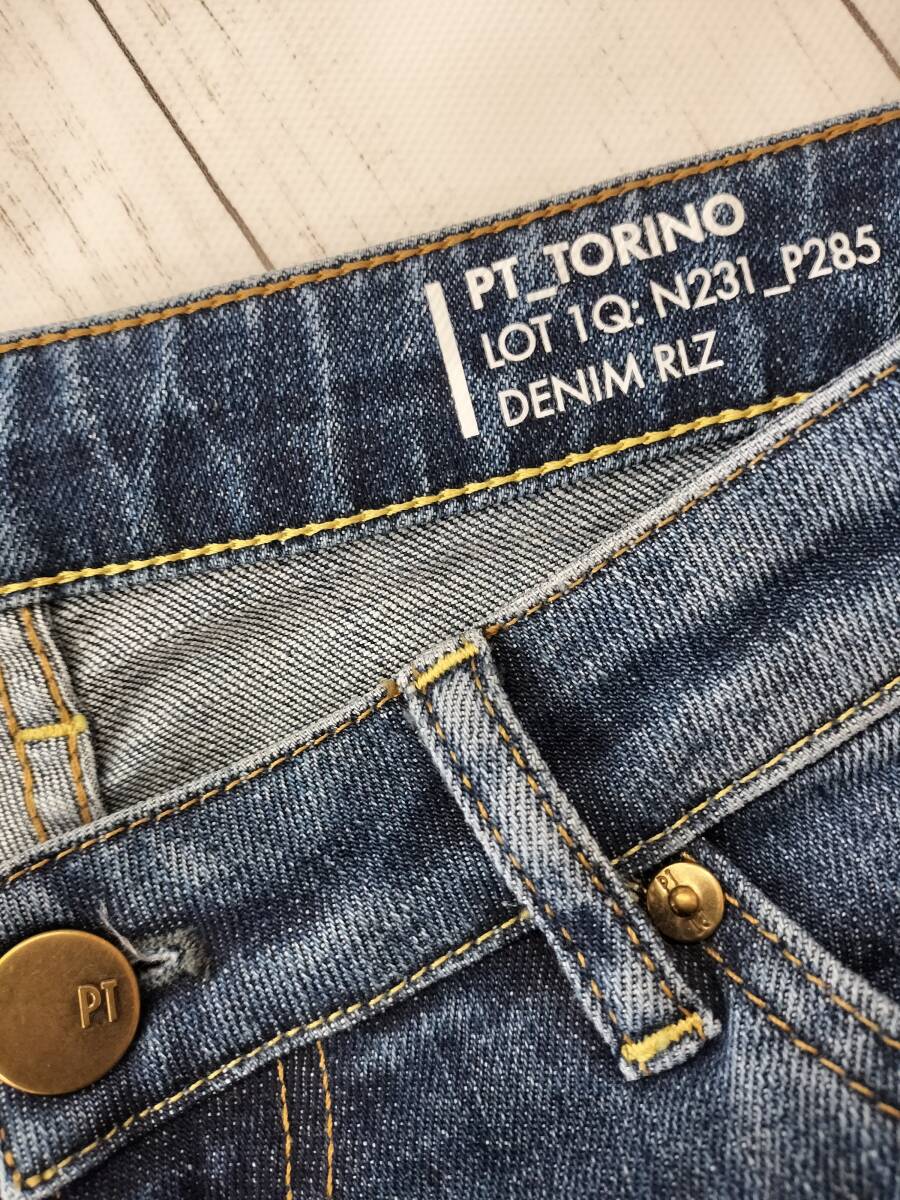 PT_TORINO
LOT 1Q: N231_P285
DENIM RLZ
PT
PT